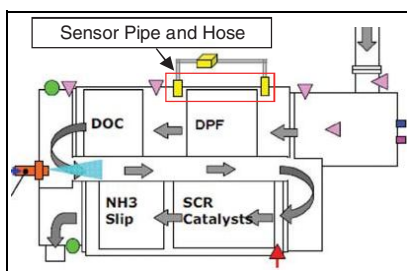 Sensor Pipe and Hose
DOC
DPF
NH3
Slip
SCR
Catalysts